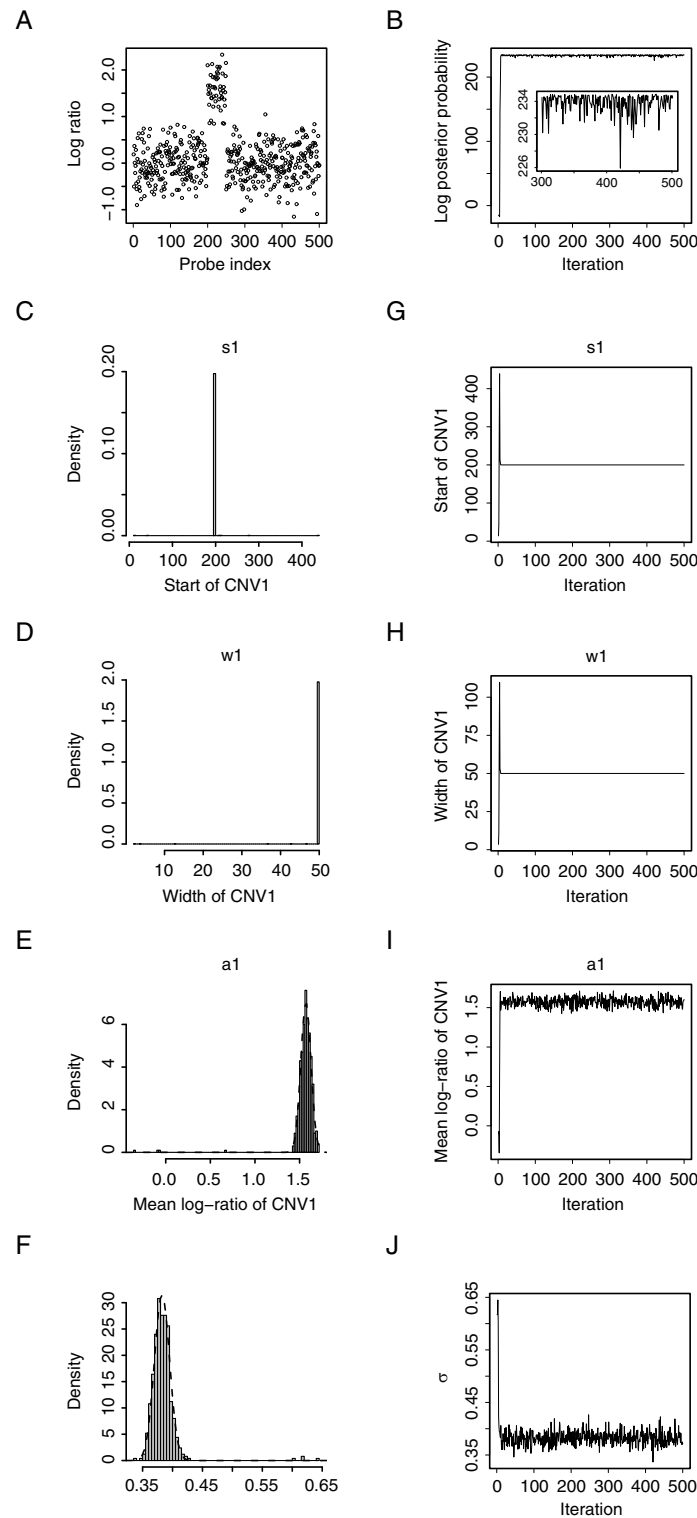 A
Log ratio
2.0
1.0
0.0
−1.0
0 100 200 300 400 500
Probe index
B
Log posterior probability
200
100
0
234
230
226
300 400 500
0 100 200 300 400 500
Iteration
C
s1
Density
0.20
0.10
0.00
0 100 200 300 400
Start of CNV1
G
s1
Start of CNV1
400
300
200
100
0
0 100 200 300 400 500
Iteration
D
w1
Density
2.0
1.5
1.0
0.5
0.0
10 20 30 40 50
Width of CNV1
H
w1
Width of CNV1
100
75
50
25
0
0 100 200 300 400 500
Iteration
E
a1
Density
6
4
2
0
0.0 0.5 1.0 1.5
Mean log−ratio of CNV1
I
a1
Mean log−ratio of CNV1
1.5
1.0
0.5
0.0
0 100 200 300 400 500
Iteration
F
Density
30
25
20
15
10
5
0
0.35 0.45 0.55 0.65
J
σ
0.65
0.55
0.45
0.35
0 100 200 300 400 500
Iteration